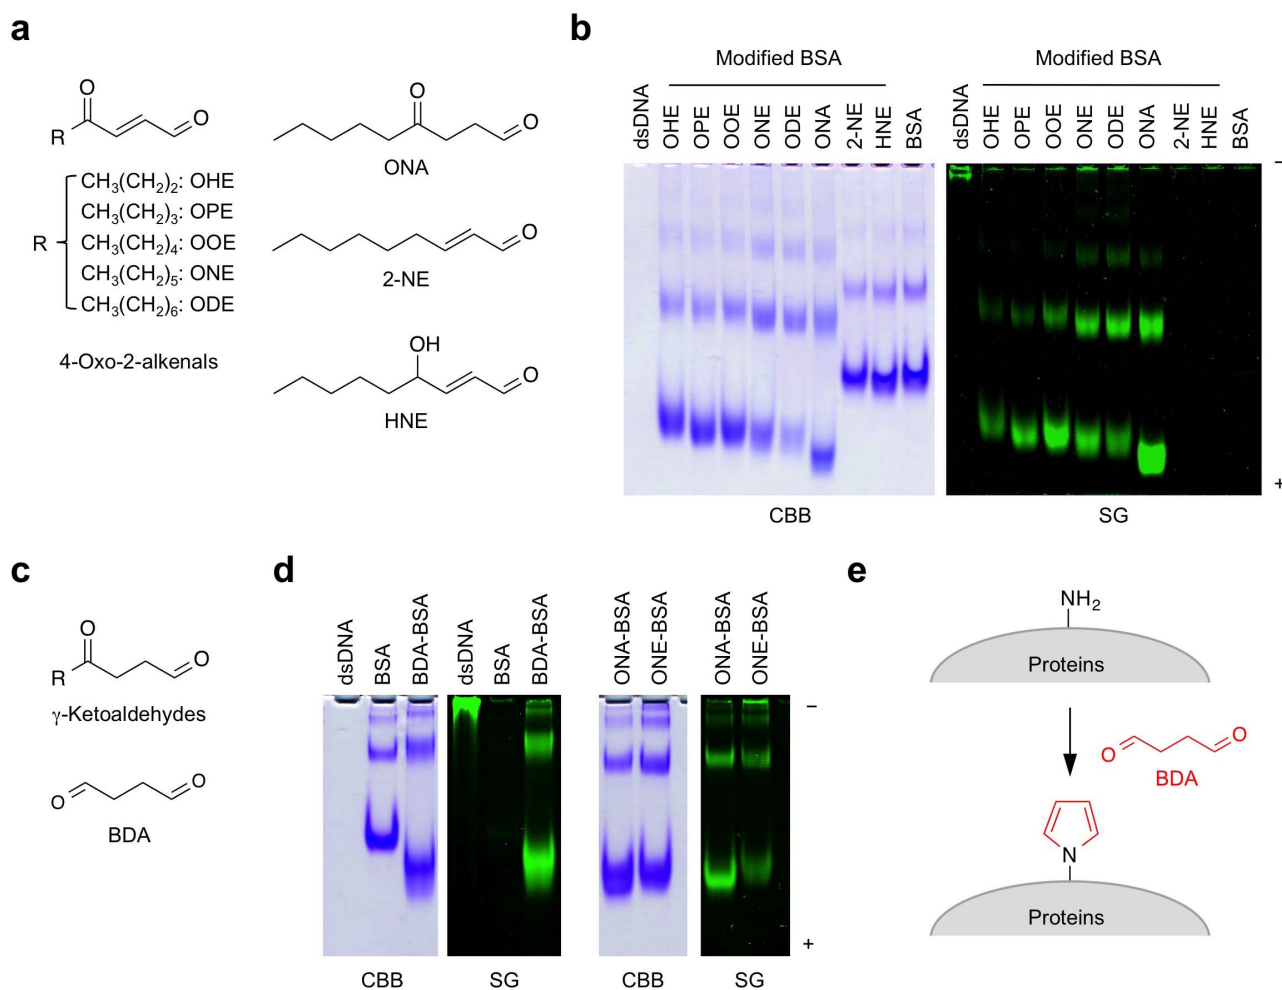 a
O
R
O
R
CH3(CH2)2: OHE
CH3(CH2)3: OPE
CH3(CH2)4: OOE
CH3(CH2)5: ONE
CH3(CH2)6: ODE
4-Oxo-2-alkenals
O
O
ONA
O
2-NE
OH
O
HNE
b
Modified BSA
dsDNA
OHE
OPE
OOE
ONE
ODE
ONA
2-NE
HNE
BSA
CBB
Modified BSA
dsDNA
OHE
OPE
OOE
ONE
ODE
ONA
2-NE
HNE
BSA
−
+
SG
c
O
R
O
γ-Ketoaldehydes
O
O
BDA
d
dsDNA
BSA
BDA-BSA
CBB
dsDNA
BSA
BDA-BSA
SG
ONA-BSA
ONE-BSA
CBB
ONA-BSA
ONE-BSA
SG
−
+
e
NH2
Proteins
O
O
BDA
N
Proteins